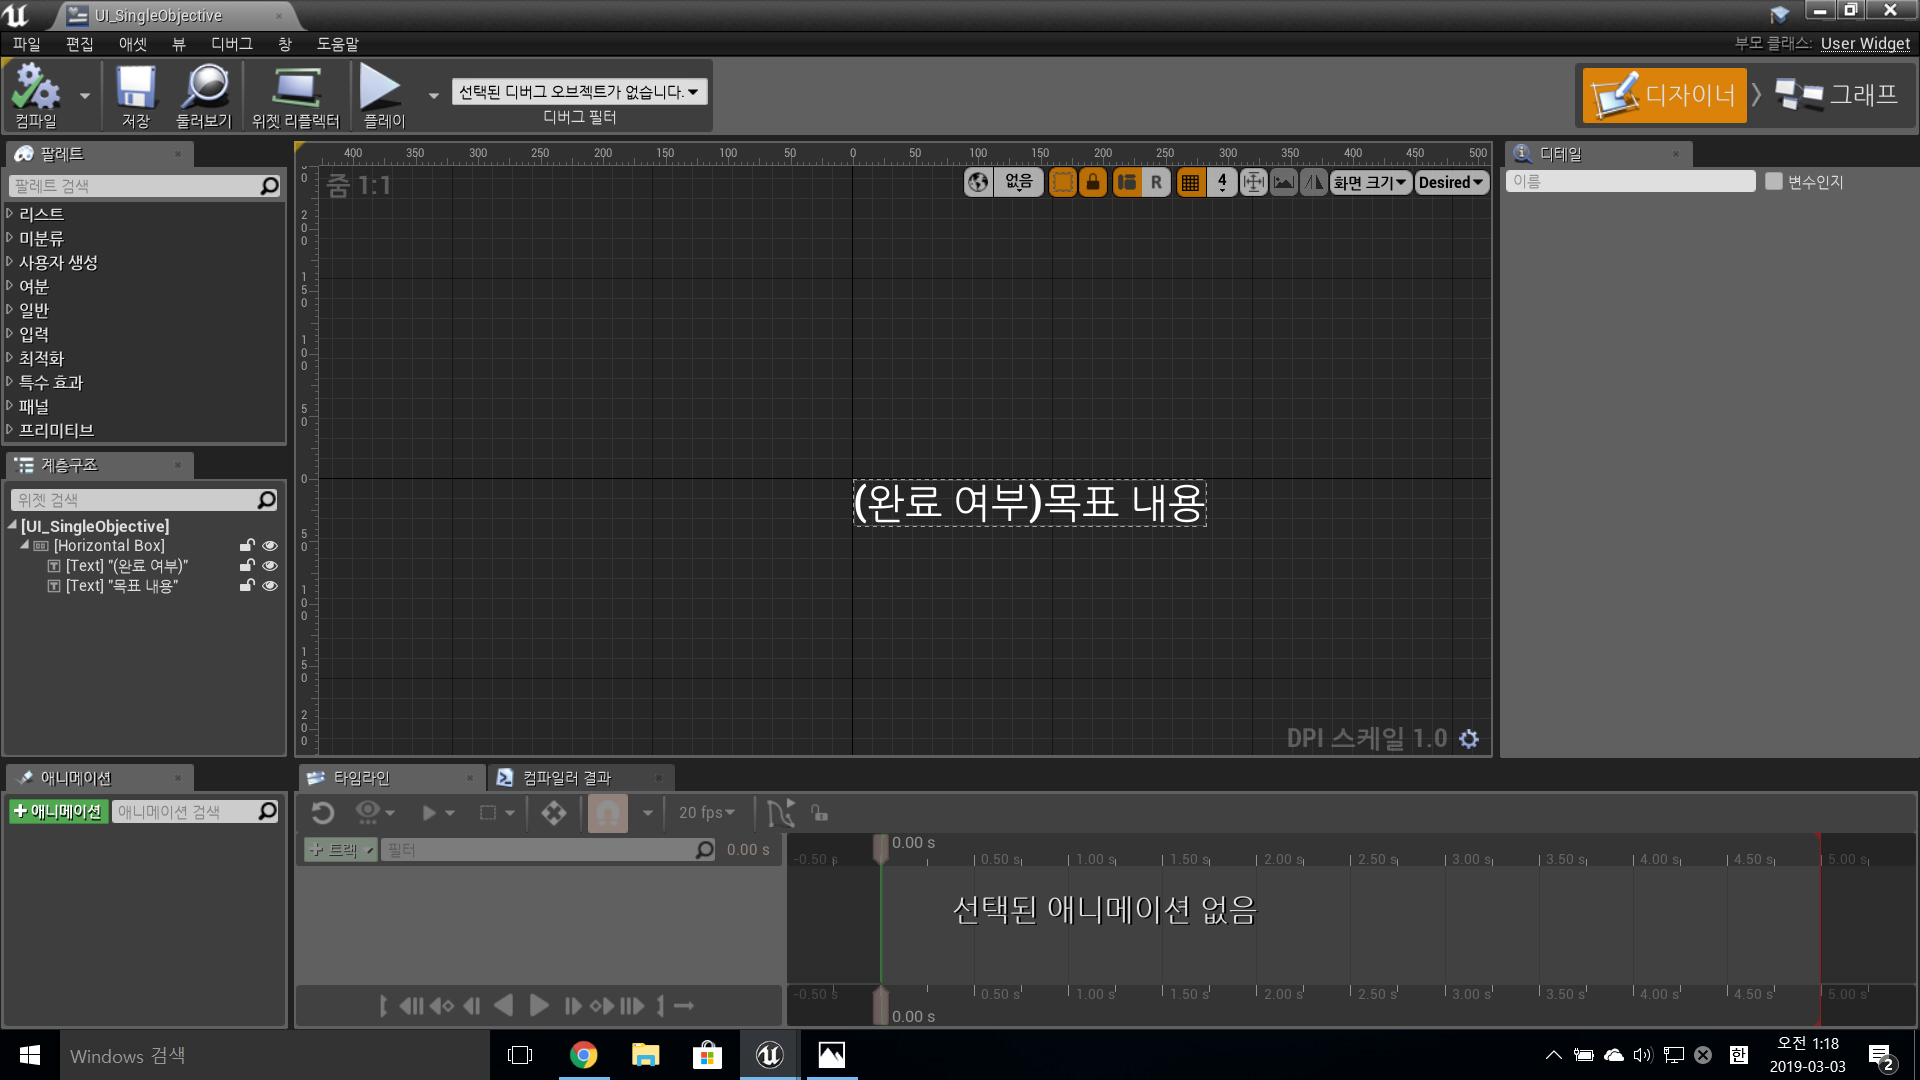 UI_SingleObjective
파일 편집 애셋 뷰 디버그 창 도움말
부모 클래스: User Widget
컴파일 저장 둘러보기 위젯 리플렉터 플레이
선택된 디버그 오브젝트가 없습니다.
디버그 필터
디자이너 그래프
팔레트
팔레트 검색
리스트
미분류
사용자 생성
여분
일반
입력
최적화
특수 효과
패널
프리미티브
계층구조
위젯 검색
[UI_SingleObjective]
[Horizontal Box]
[Text] "(완료 여부)"
[Text] "목표 내용"
400 350 300 250 200 150 100 50 0 50 100 150 200 250 300 350 400 450 500
줌 1:1
없음 R 4 화면 크기 Desired
0
200
150
100
50
0
50
100
150
200
(완료 여부)목표 내용
DPI 스케일 1.0
디테일
이름 변수인지
애니메이션
+애니메이션 애니메이션 검색
타임라인 컴파일러 결과
20 fps
+ 트랙 필터 0.00 s
0.00 s
-0.50 s 0.50 s 1.00 s 1.50 s 2.00 s 2.50 s 3.00 s 3.50 s 4.00 s 4.50 s 5.00 s
선택된 애니메이션 없음
-0.50 s 0.50 s 1.00 s 1.50 s 2.00 s 2.50 s 3.00 s 3.50 s 4.00 s 4.50 s 5.00 s
0.00 s
Windows 검색
한
오전 1:18
2019-03-03
2